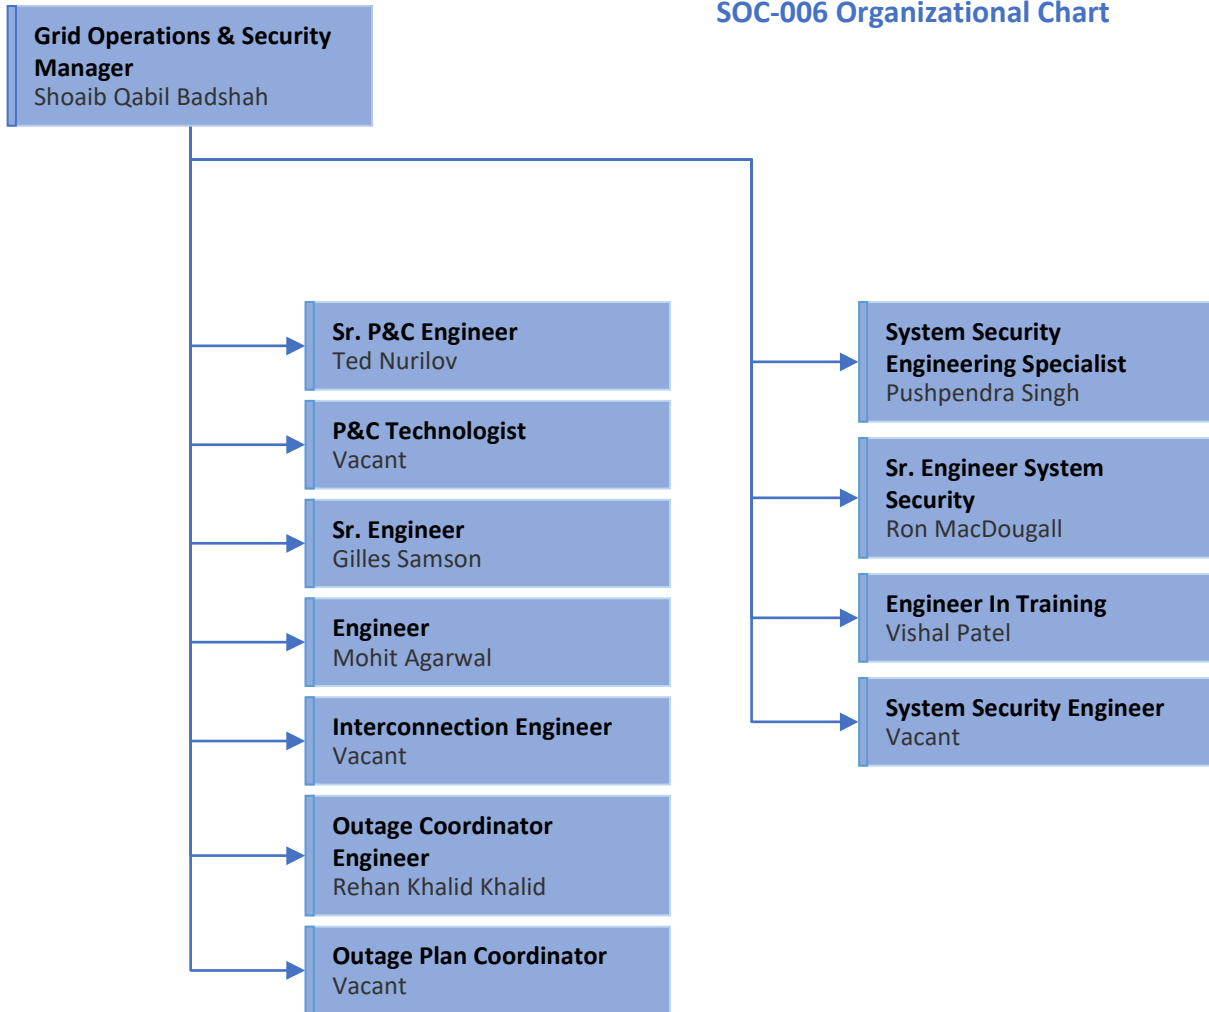 SOC-006 Organizational Chart
Grid Operations & Security
Manager
Shoaib Qabil Badshah
Sr. P&C Engineer
Ted Nurilov
P&C Technologist
Vacant
Sr. Engineer
Gilles Samson
Engineer
Mohit Agarwal
Interconnection Engineer
Vacant
Outage Coordinator
Engineer
Rehan Khalid Khalid
Outage Plan Coordinator
Vacant
System Security
Engineering Specialist
Pushpendra Singh
Sr. Engineer System
Security
Ron MacDougall
Engineer In Training
Vishal Patel
System Security Engineer
Vacant